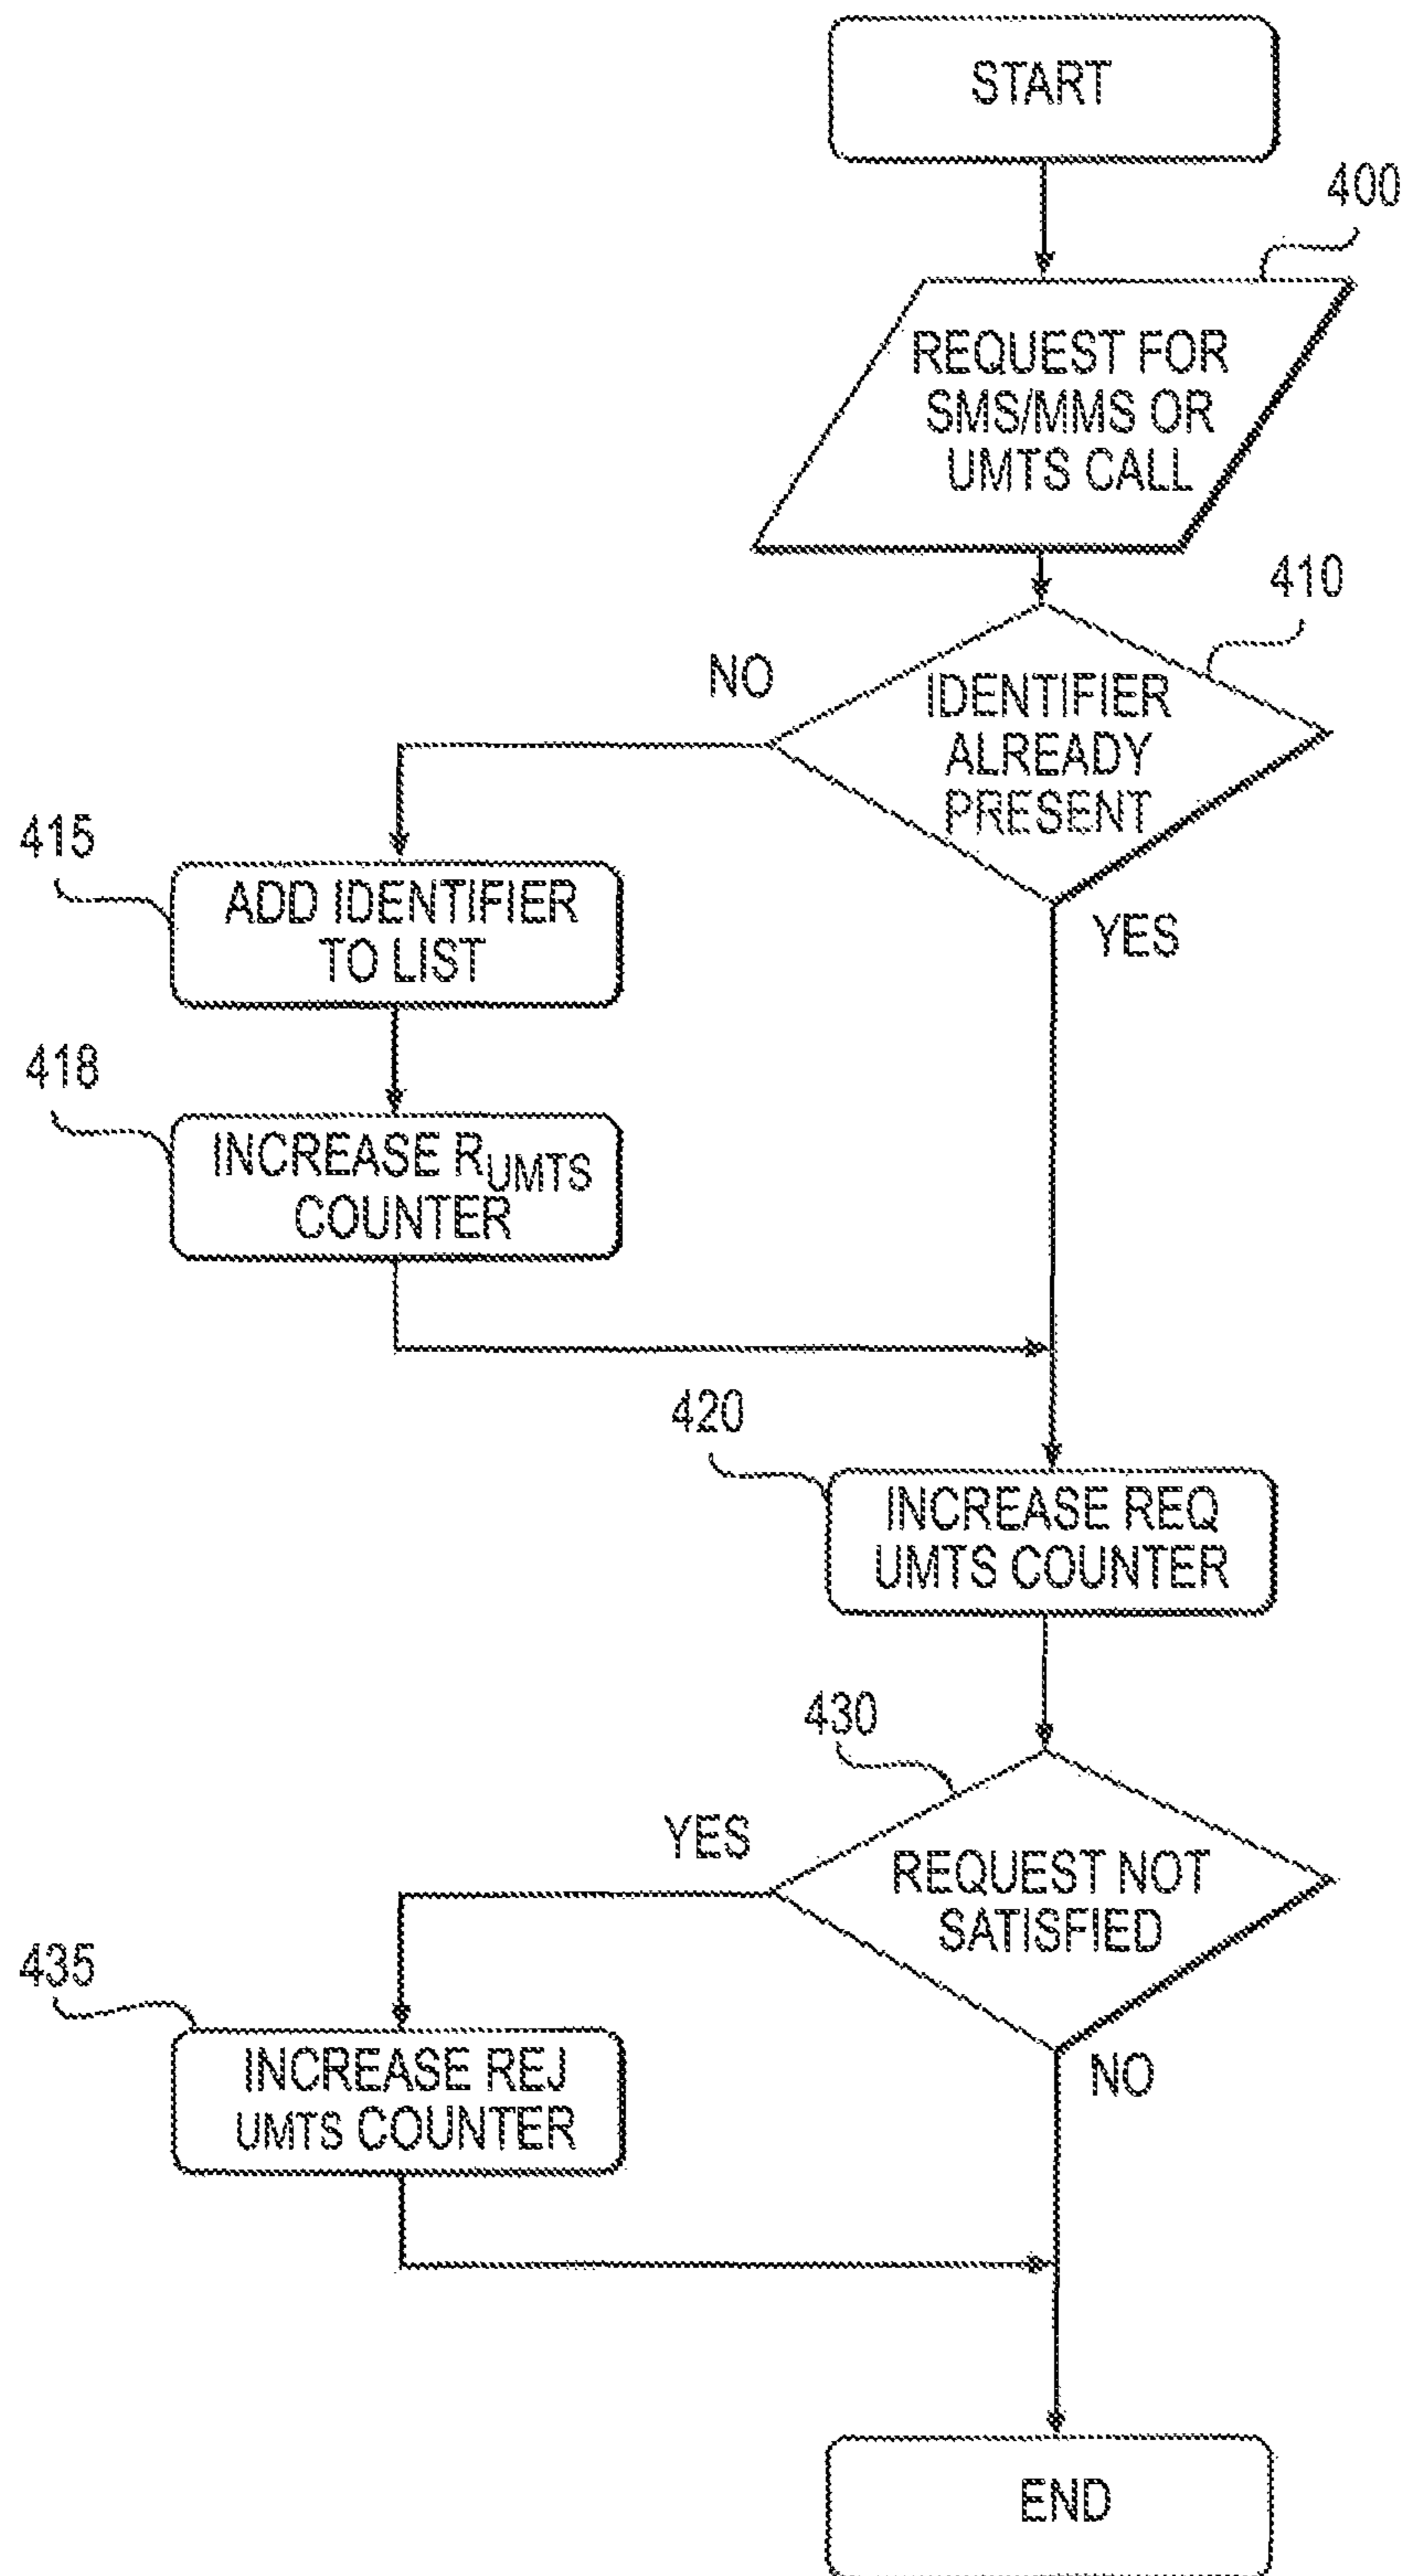 START
400
REQUEST FOR
SMS/MMS OR
UMTS CALL
410
NO
IDENTIFIER
ALREADY
PRESENT
YES
415
ADD IDENTIFIER
TO LIST
418
INCREASE RUMTS
COUNTER
420
INCREASE REQ
UMTS COUNTER
430
YES
REQUEST NOT
SATISFIED
NO
435
INCREASE REJ
UMTS COUNTER
END